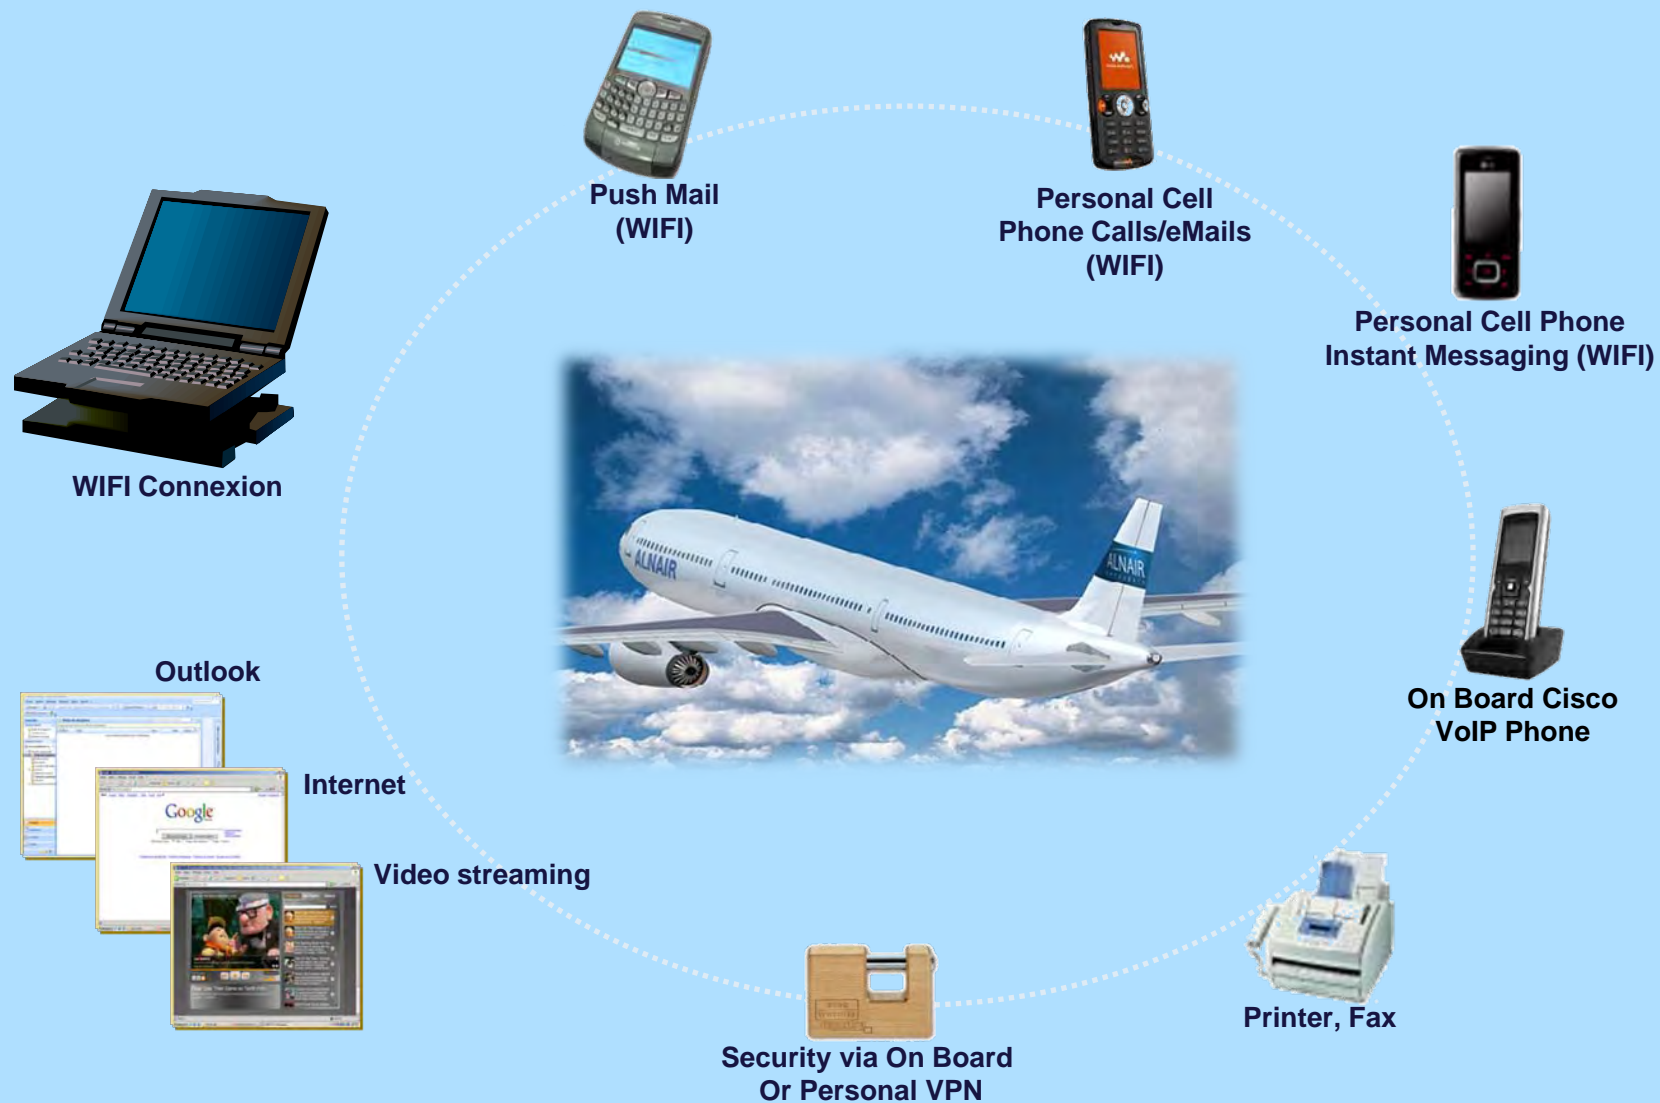 Push Mail
(WIFI)
Personal Cell
Phone Calls/eMails
(WIFI)
Personal Cell Phone
Instant Messaging (WIFI)
WIFI Connexion
ALNAIR
ALNAIR
On Board Cisco
VoIP Phone
Outlook
Internet
Google
Video streaming
Printer, Fax
Security via On Board
Or Personal VPN